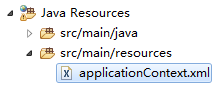 Java Resources
src/main/java
src/main/resources
applicationContext.xml